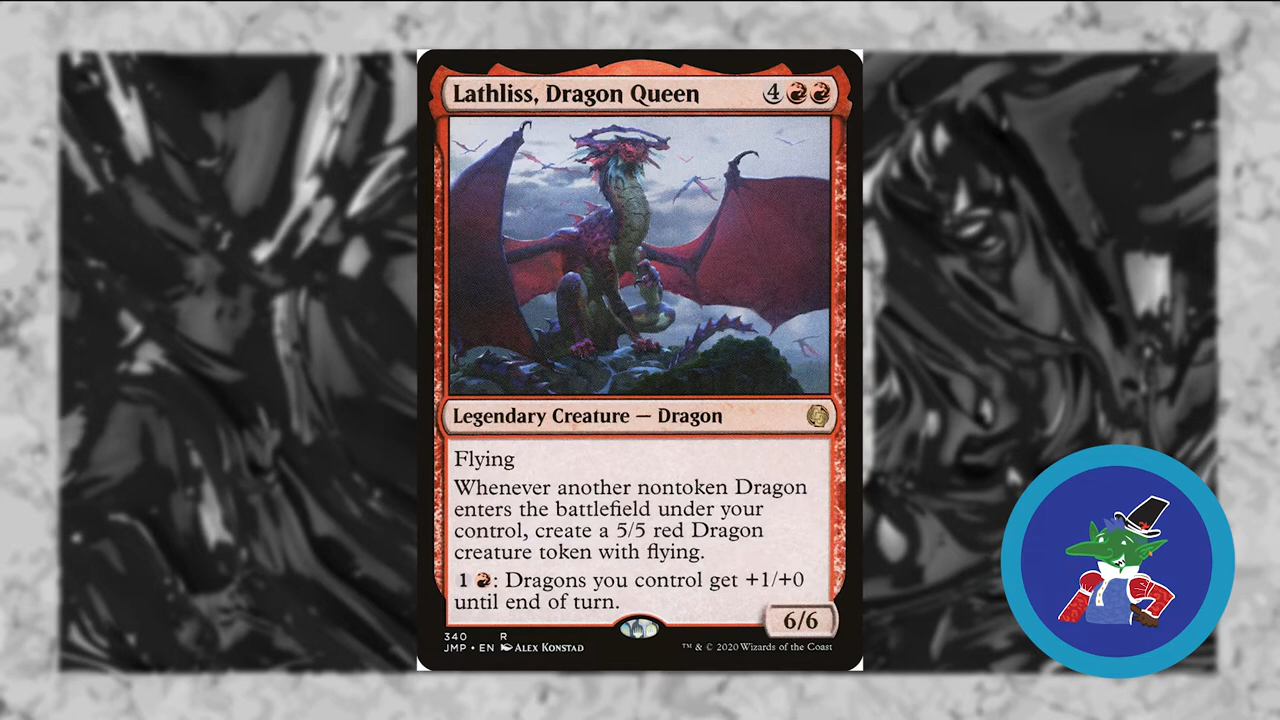 Lathliss, Dragon Queen 4
Legendary Creature — Dragon
Flying
Whenever another nontoken Dragon
enters the battlefield under your
control, create a 5/5 red Dragon
creature token with flying.
1 : Dragons you control get +1/+0
until end of turn.
6/6
340 R
JMP • EN ALEX KONSTAD
™ & © 2020 Wizards of the Coast